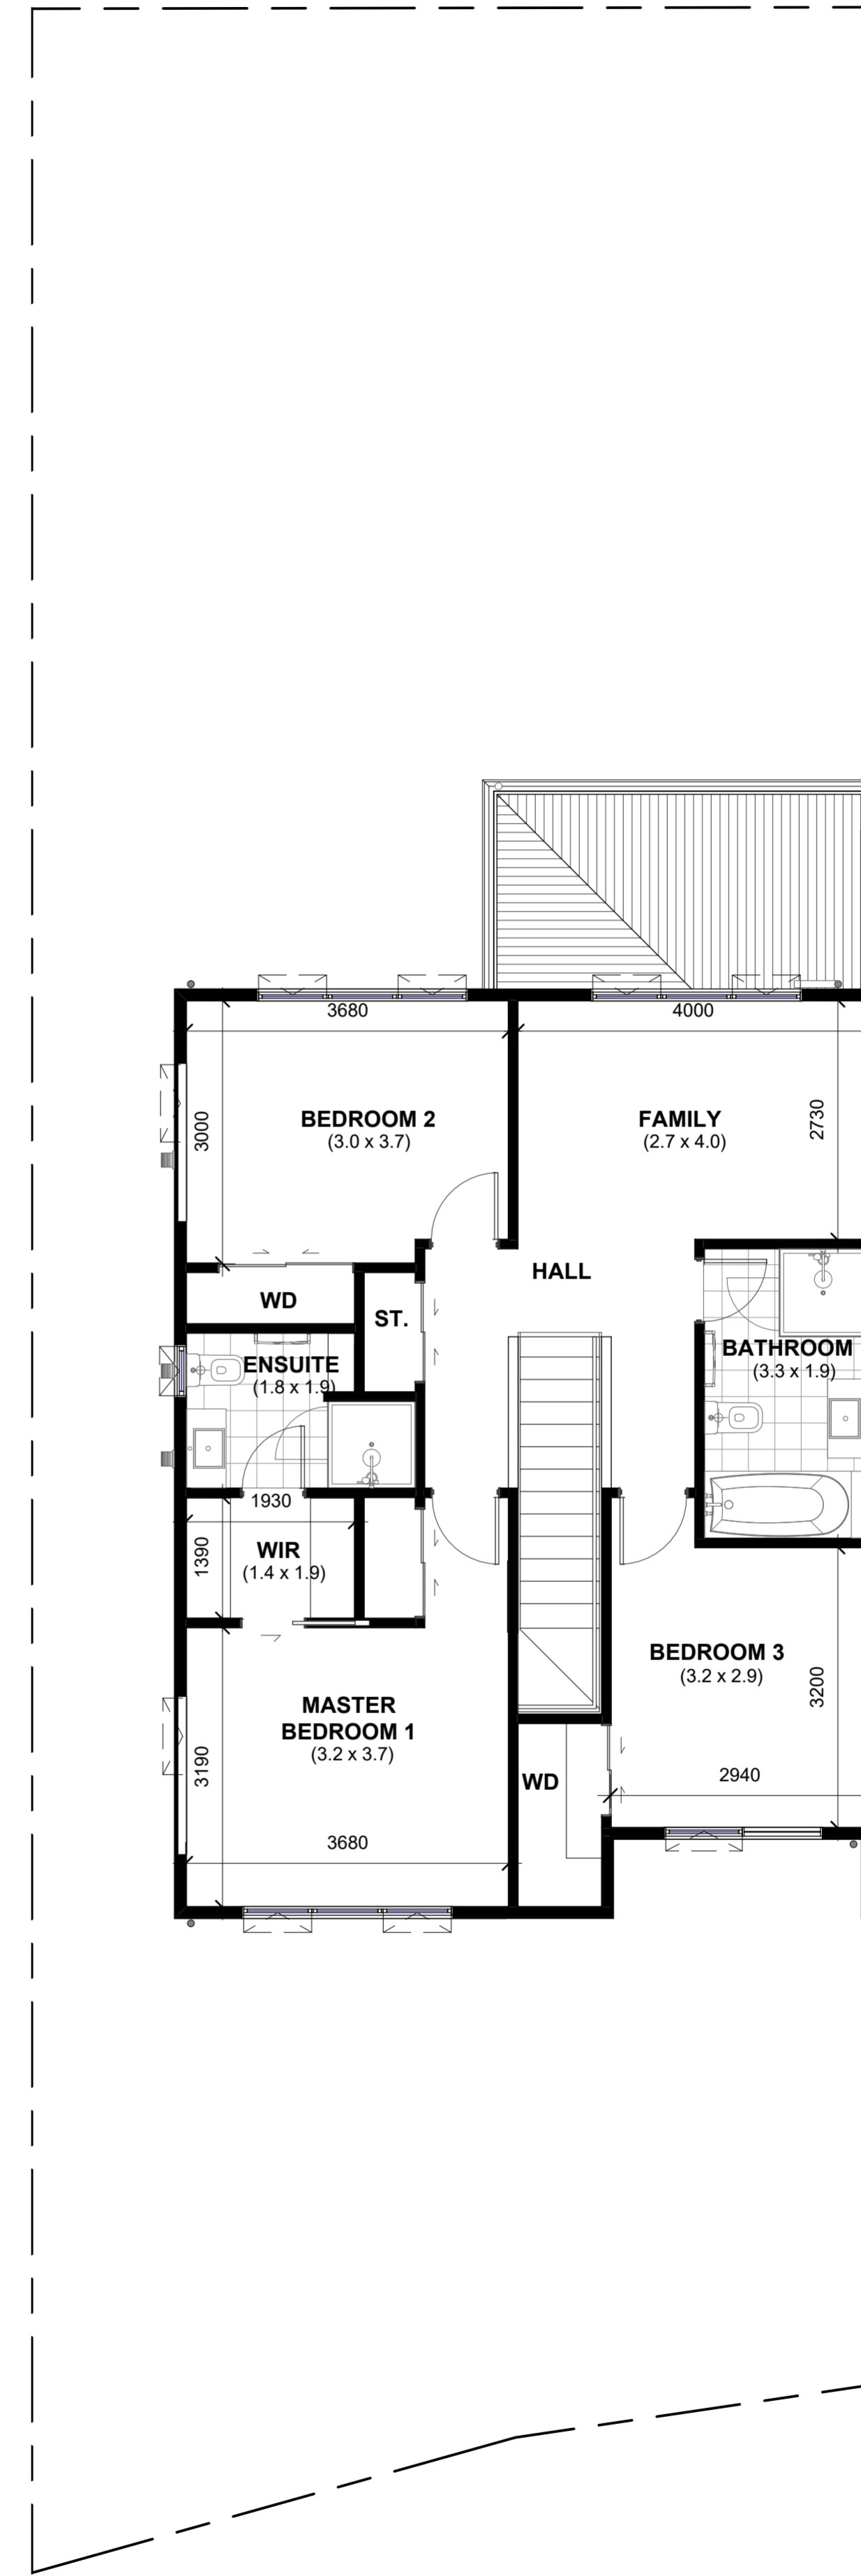 3680
4000
3000
BEDROOM 2
(3.0 x 3.7)
FAMILY
(2.7 x 4.0)
2730
HALL
WD
ST.
ENSUITE
(1.8 x 1.9)
BATHROOM
(3.3 x 1.9)
1930
1390
WIR
(1.4 x 1.9)
BEDROOM 3
(3.2 x 2.9)
3200
MASTER
BEDROOM 1
(3.2 x 3.7)
3190
WD
2940
3680